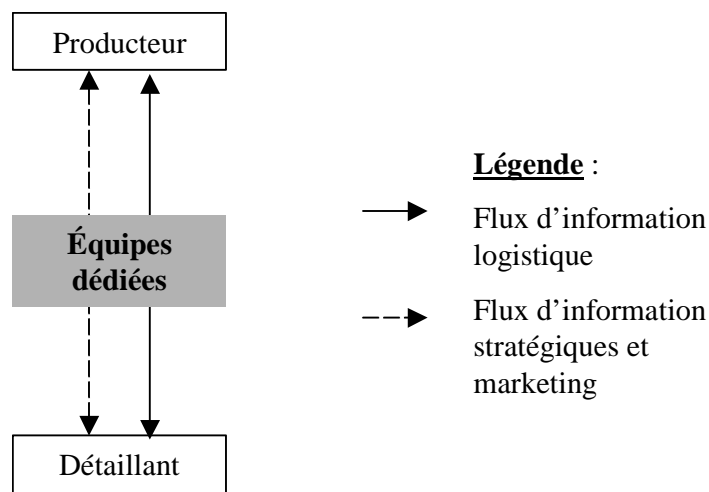 Producteur
Équipes
dédiées
Détaillant
Légende :
Flux d’information
logistique
Flux d’information
stratégiques et
marketing